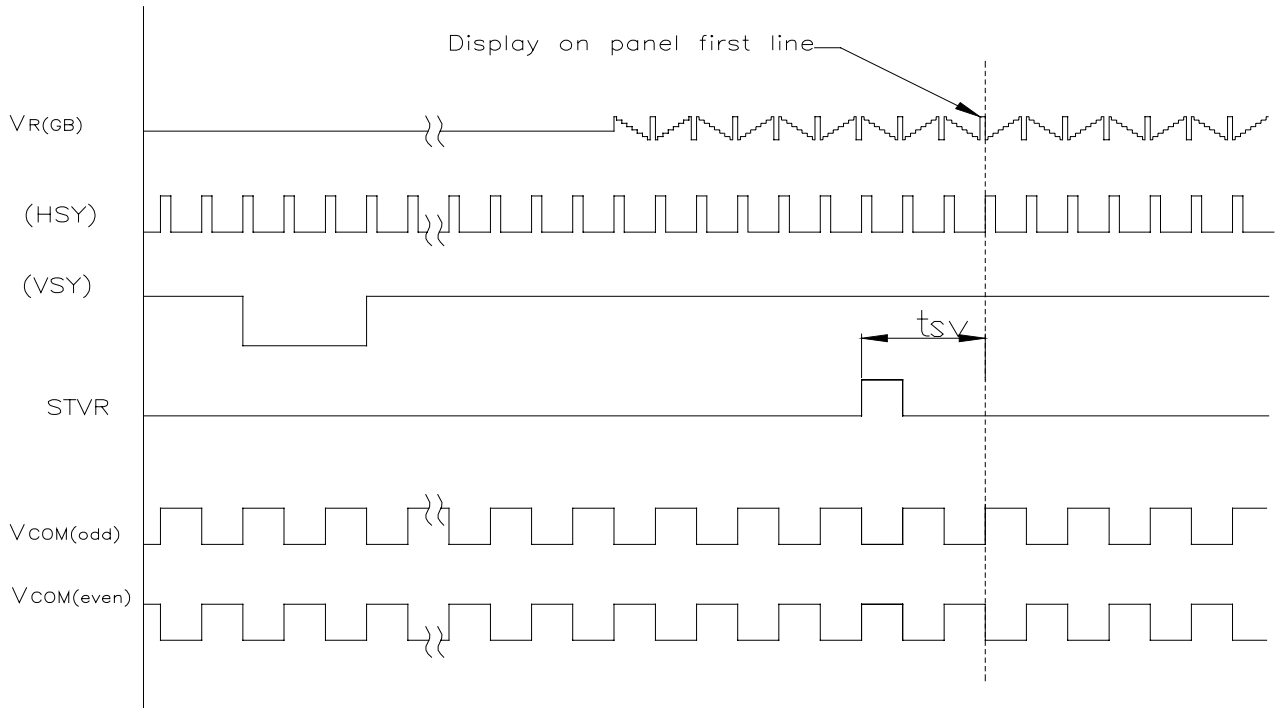 Display on panel first line
VR(GB)
(HSY)
(VSY)
tsv
STVR
VCOM(odd)
VCOM(even)